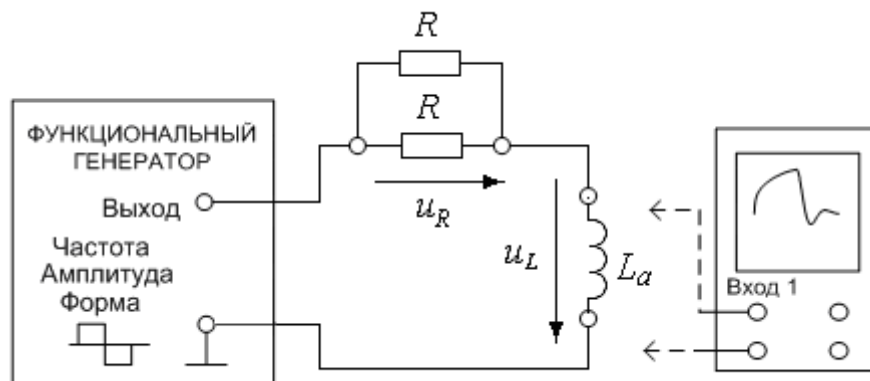 R
R
ФУНКЦИОНАЛЬНЫЙ
ГЕНЕРАТОР
Выход
Частота
Амплитуда
Форма
u_R
u_L
L_a
Вход 1